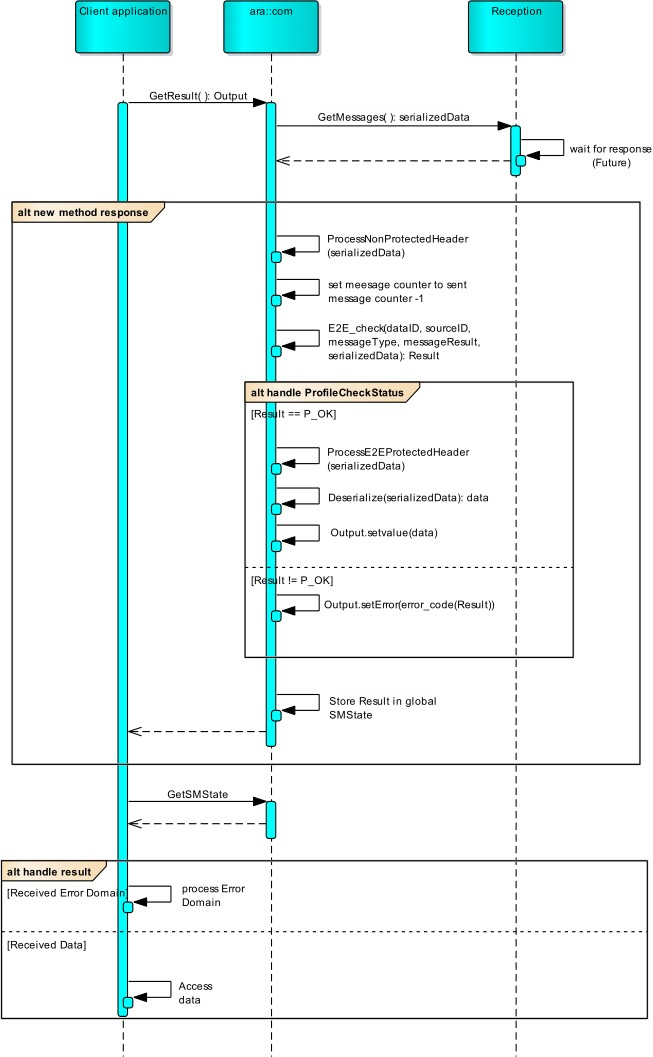 Client application
ara::com
Reception
GetResult( ): Output
GetMessages( ): serializedData
wait for response
(Future)
alt new method response
ProcessNonProtectedHeader
(serializedData)
set meesage counter to sent
message counter -1
E2E_check(dataID, sourceID,
messageType, messageResult,
serializedData): Result
alt handle ProfileCheckStatus
[Result == P_OK]
ProcessE2EProtectedHeader
(serializedData)
Deserialize(serializedData): data
Output.setvalue(data)
[Result != P_OK]
Output.setError(error_code(Result))
Store Result in global
SMState
GetSMState
alt handle result
[Received Error Domain]
process Error
Domain
[Received Data]
Access
data